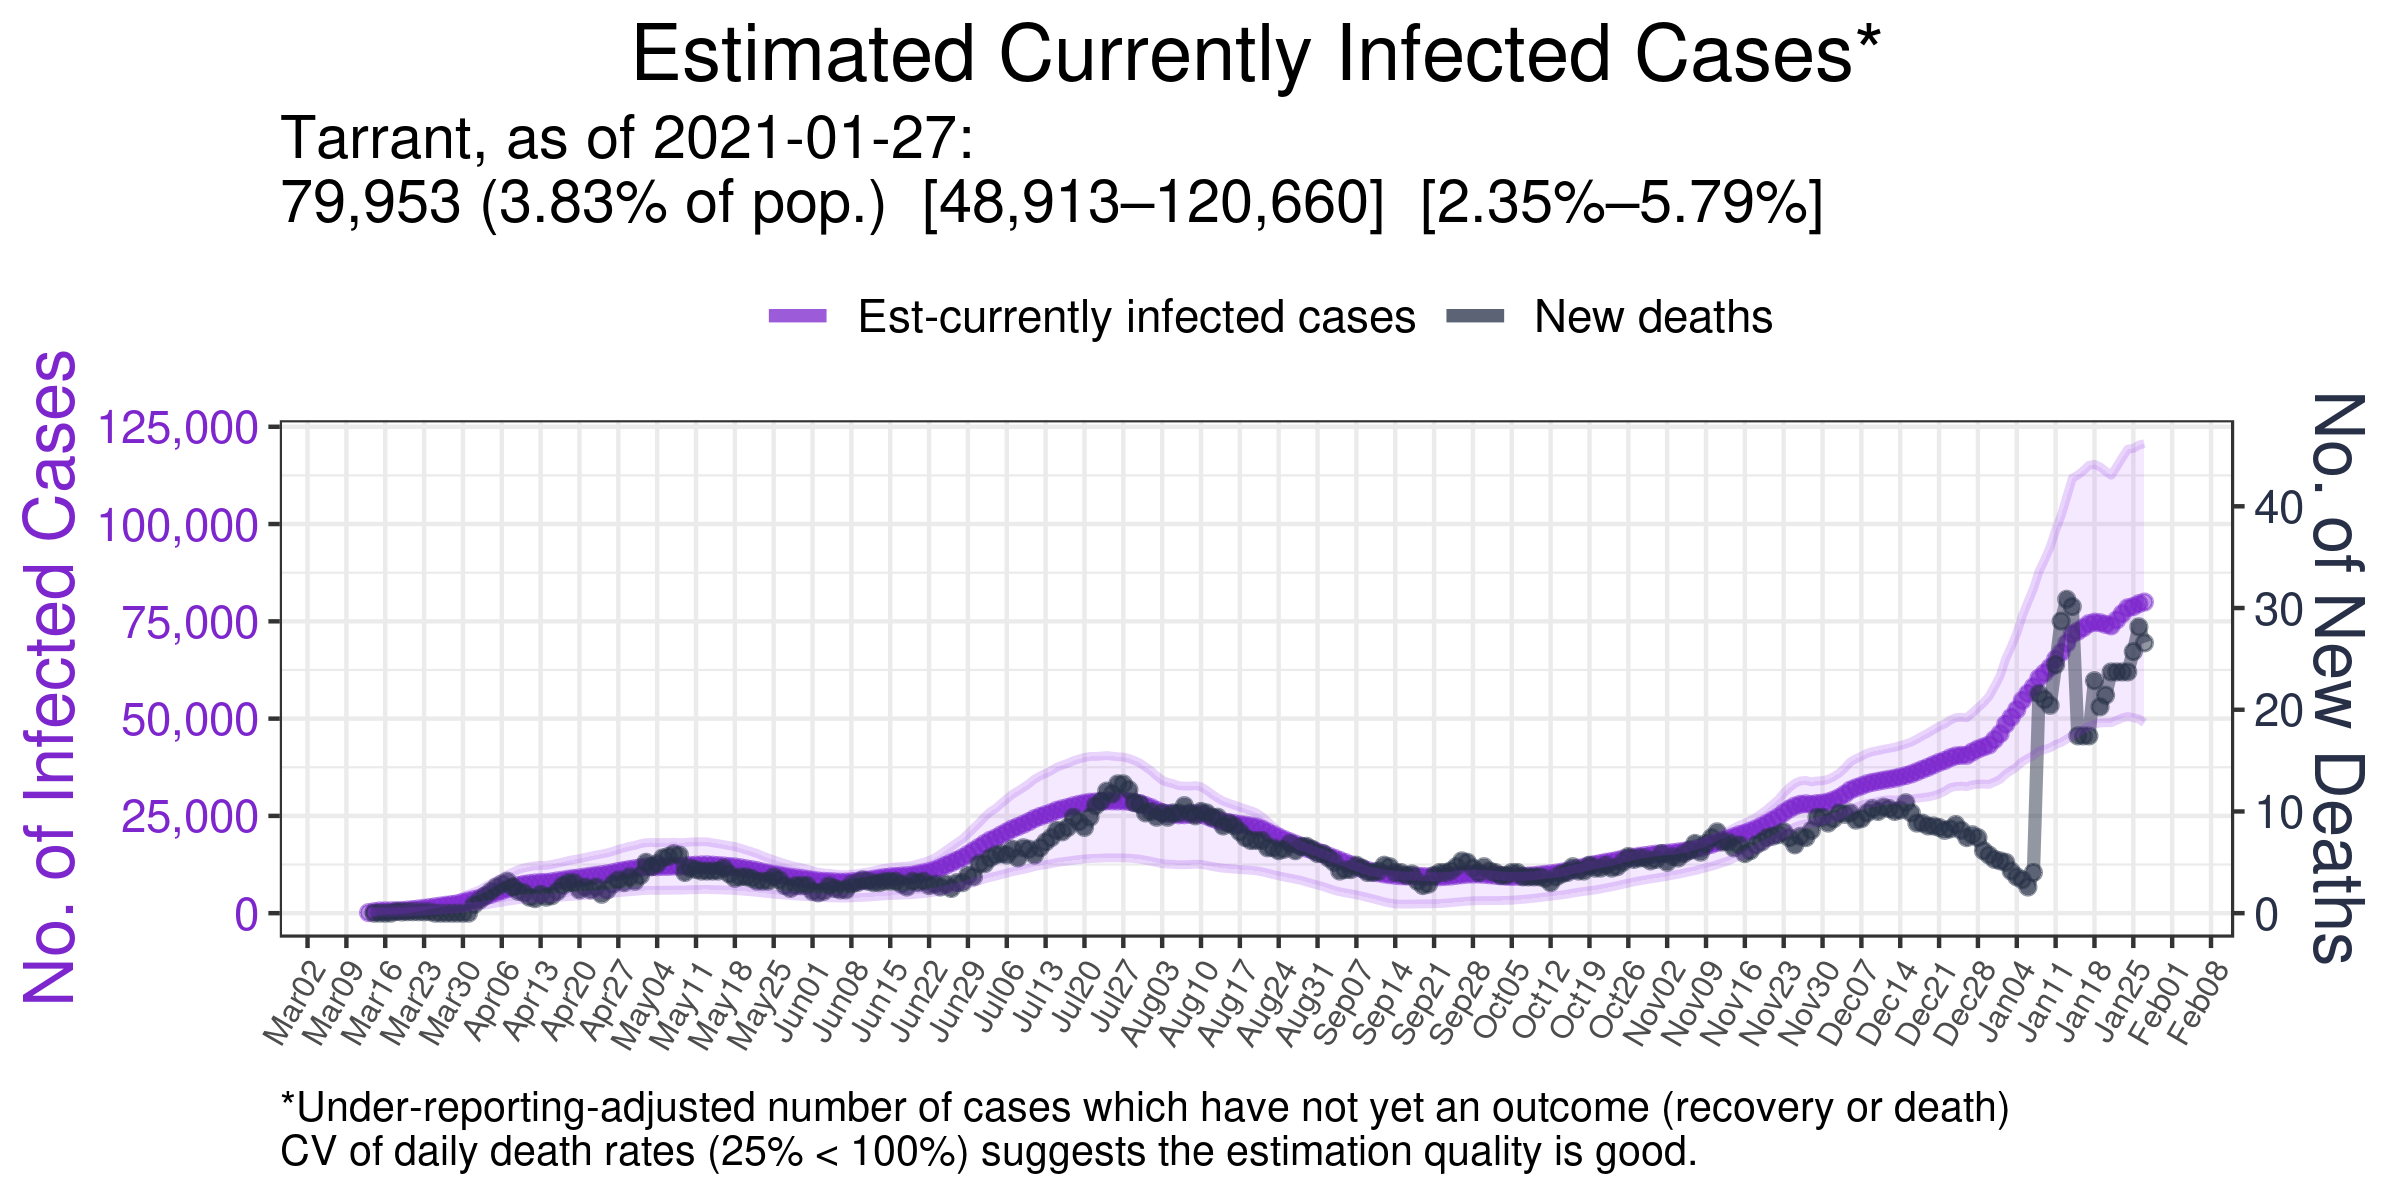 Estimated Currently Infected Cases*
Tarrant, as of 2021-01-27:
79,953 (3.83% of pop.) [48,913–120,660] [2.35%–5.79%]
Est-currently infected cases
New deaths
No. of Infected Cases
125,000
100,000
75,000
50,000
25,000
0
No. of New Deaths
40
30
20
10
0
Mar02
Mar09
Mar16
Mar23
Mar30
Apr06
Apr13
Apr20
Apr27
May04
May11
May18
May25
Jun01
Jun08
Jun15
Jun22
Jun29
Jul06
Jul13
Jul20
Jul27
Aug03
Aug10
Aug17
Aug24
Aug31
Sep07
Sep14
Sep21
Sep28
Oct05
Oct12
Oct19
Oct26
Nov02
Nov09
Nov16
Nov23
Nov30
Dec07
Dec14
Dec21
Dec28
Jan04
Jan11
Jan18
Jan25
Feb01
Feb08
*Under-reporting-adjusted number of cases which have not yet an outcome (recovery or death)
CV of daily death rates (25% < 100%) suggests the estimation quality is good.